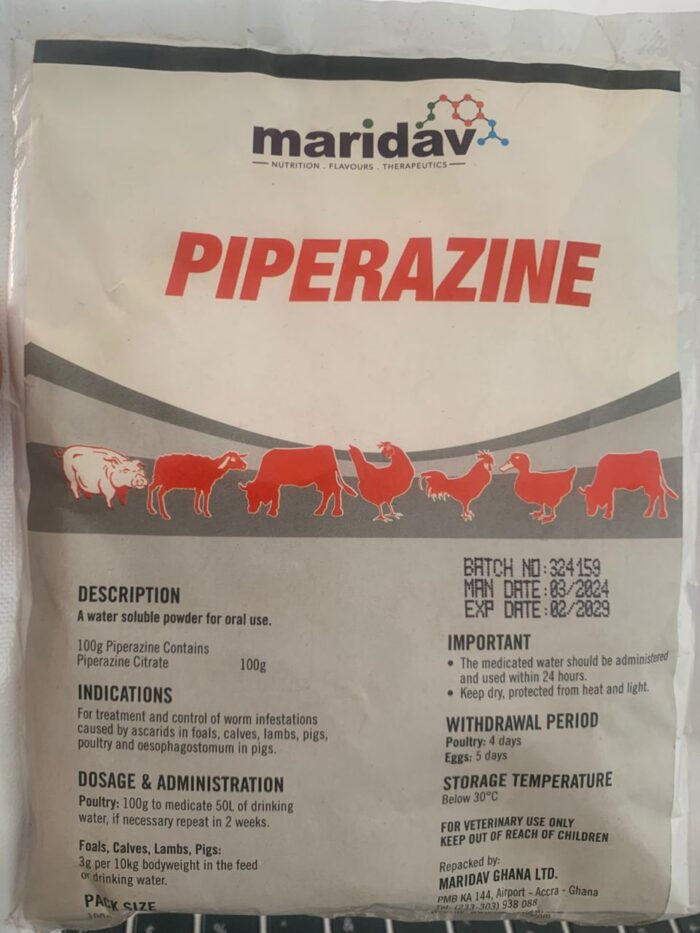 maridav
NUTRITION . FLAVOURS . THERAPEUTICS
PIPERAZINE
DESCRIPTION
A water soluble powder for oral use.
100g Piperazine Contains
Piperazine Citrate 100g
INDICATIONS
For treatment and control of worm infestations
caused by ascarids in foals, calves, lambs, pigs,
poultry and oesophagostomum in pigs.
DOSAGE & ADMINISTRATION
Poultry: 100g to medicate 50L of drinking
water, if necessary repeat in 2 weeks.
Foals, Calves, Lambs, Pigs:
3g per 10kg bodyweight in the feed
or drinking water.
PACK SIZE
100g
BATCH NO:324159
MAN DATE:03/2024
EXP DATE:02/2029
IMPORTANT
• The medicated water should be administered
and used within 24 hours.
• Keep dry, protected from heat and light.
WITHDRAWAL PERIOD
Poultry: 4 days
Eggs: 5 days
STORAGE TEMPERATURE
Below 30°C
FOR VETERINARY USE ONLY
KEEP OUT OF REACH OF CHILDREN
Repacked by:
MARIDAV GHANA LTD.
PMB KA 144, Airport - Accra - Ghana
Tel: (233-303) 938 088